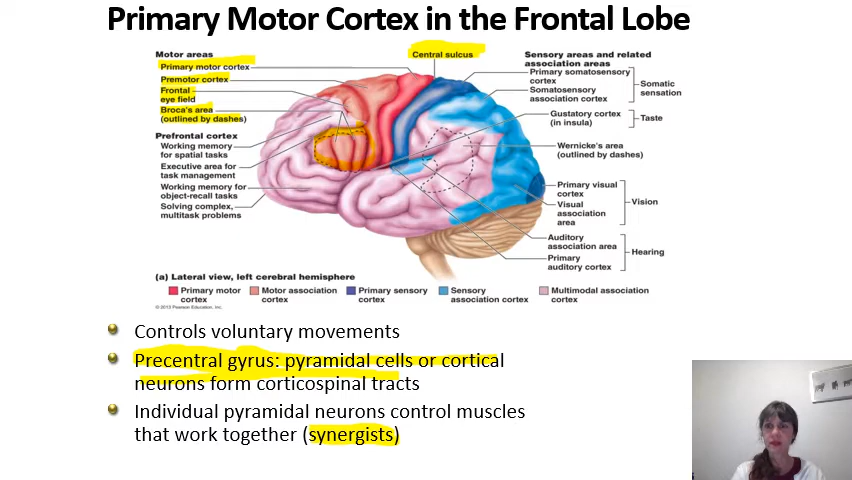 Primary Motor Cortex in the Frontal Lobe
Motor areas
Primary motor cortex
Premotor cortex
Frontal
eye field
Broca's area
(outlined by dashes)
Prefrontal cortex
Working memory
for spatial tasks
Executive area for
task management
Working memory for
object-recall tasks
Solving complex,
multitask problems
Central sulcus
Sensory areas and related
association areas
Primary somatosensory
cortex
Somatosensory
association cortex
Somatic
sensation
Gustatory cortex
(in insula)
Taste
Wernicke's area
(outlined by dashes)
Primary visual
cortex
Visual
association
area
Vision
Auditory
association area
Primary
auditory cortex
Hearing
(a) Lateral view, left cerebral hemisphere
Primary motor
cortex
Motor association
cortex
Primary sensory
cortex
Sensory
association cortex
Multimodal association
cortex
© 2013 Pearson Education, Inc.
Controls voluntary movements
Precentral gyrus: pyramidal cells or cortical
neurons form corticospinal tracts
Individual pyramidal neurons control muscles
that work together (synergists)